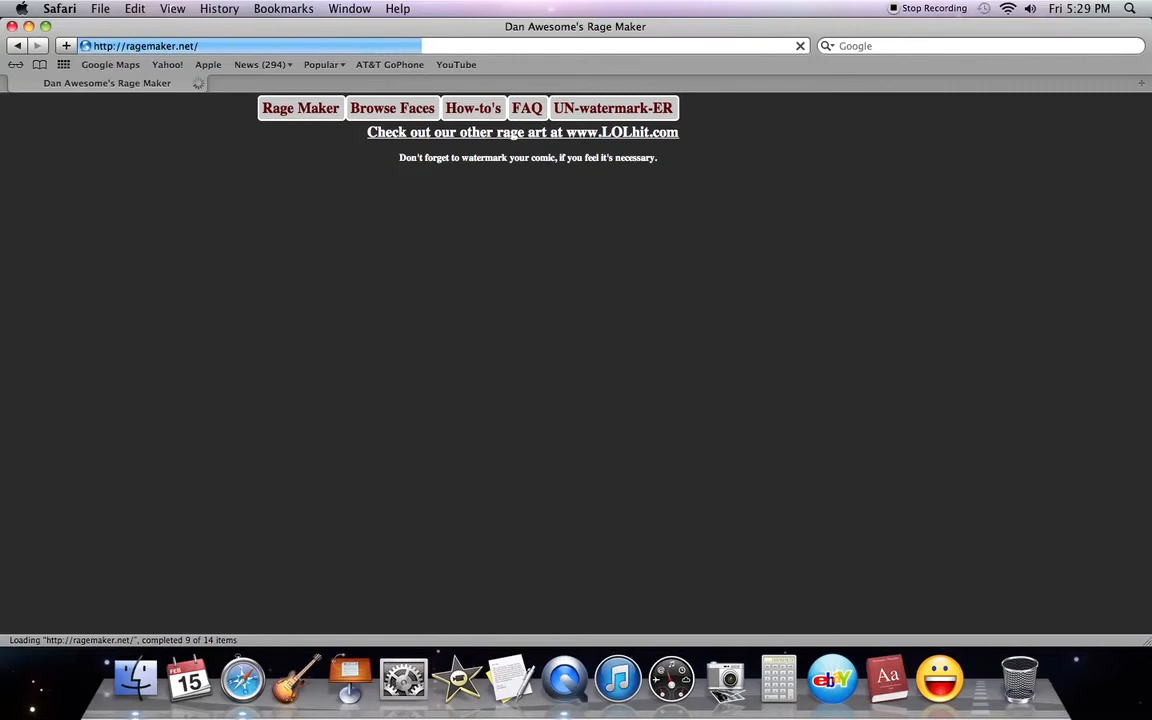 Safari File Edit View History Bookmarks Window Help Stop Recording Fri 5:29 PM
Dan Awesome's Rage Maker
http://ragemaker.net/ Google
Google Maps Yahoo! Apple News (294) Popular AT&T GoPhone YouTube
Dan Awesome's Rage Maker
Rage Maker Browse Faces How-to's FAQ UN-watermark-ER
Check out our other rage art at www.LOLhit.com
Don't forget to watermark your comic, if you feel it's necessary.
Loading "http://ragemaker.net/", completed 9 of 14 items
FEB
15
ebY
Aa